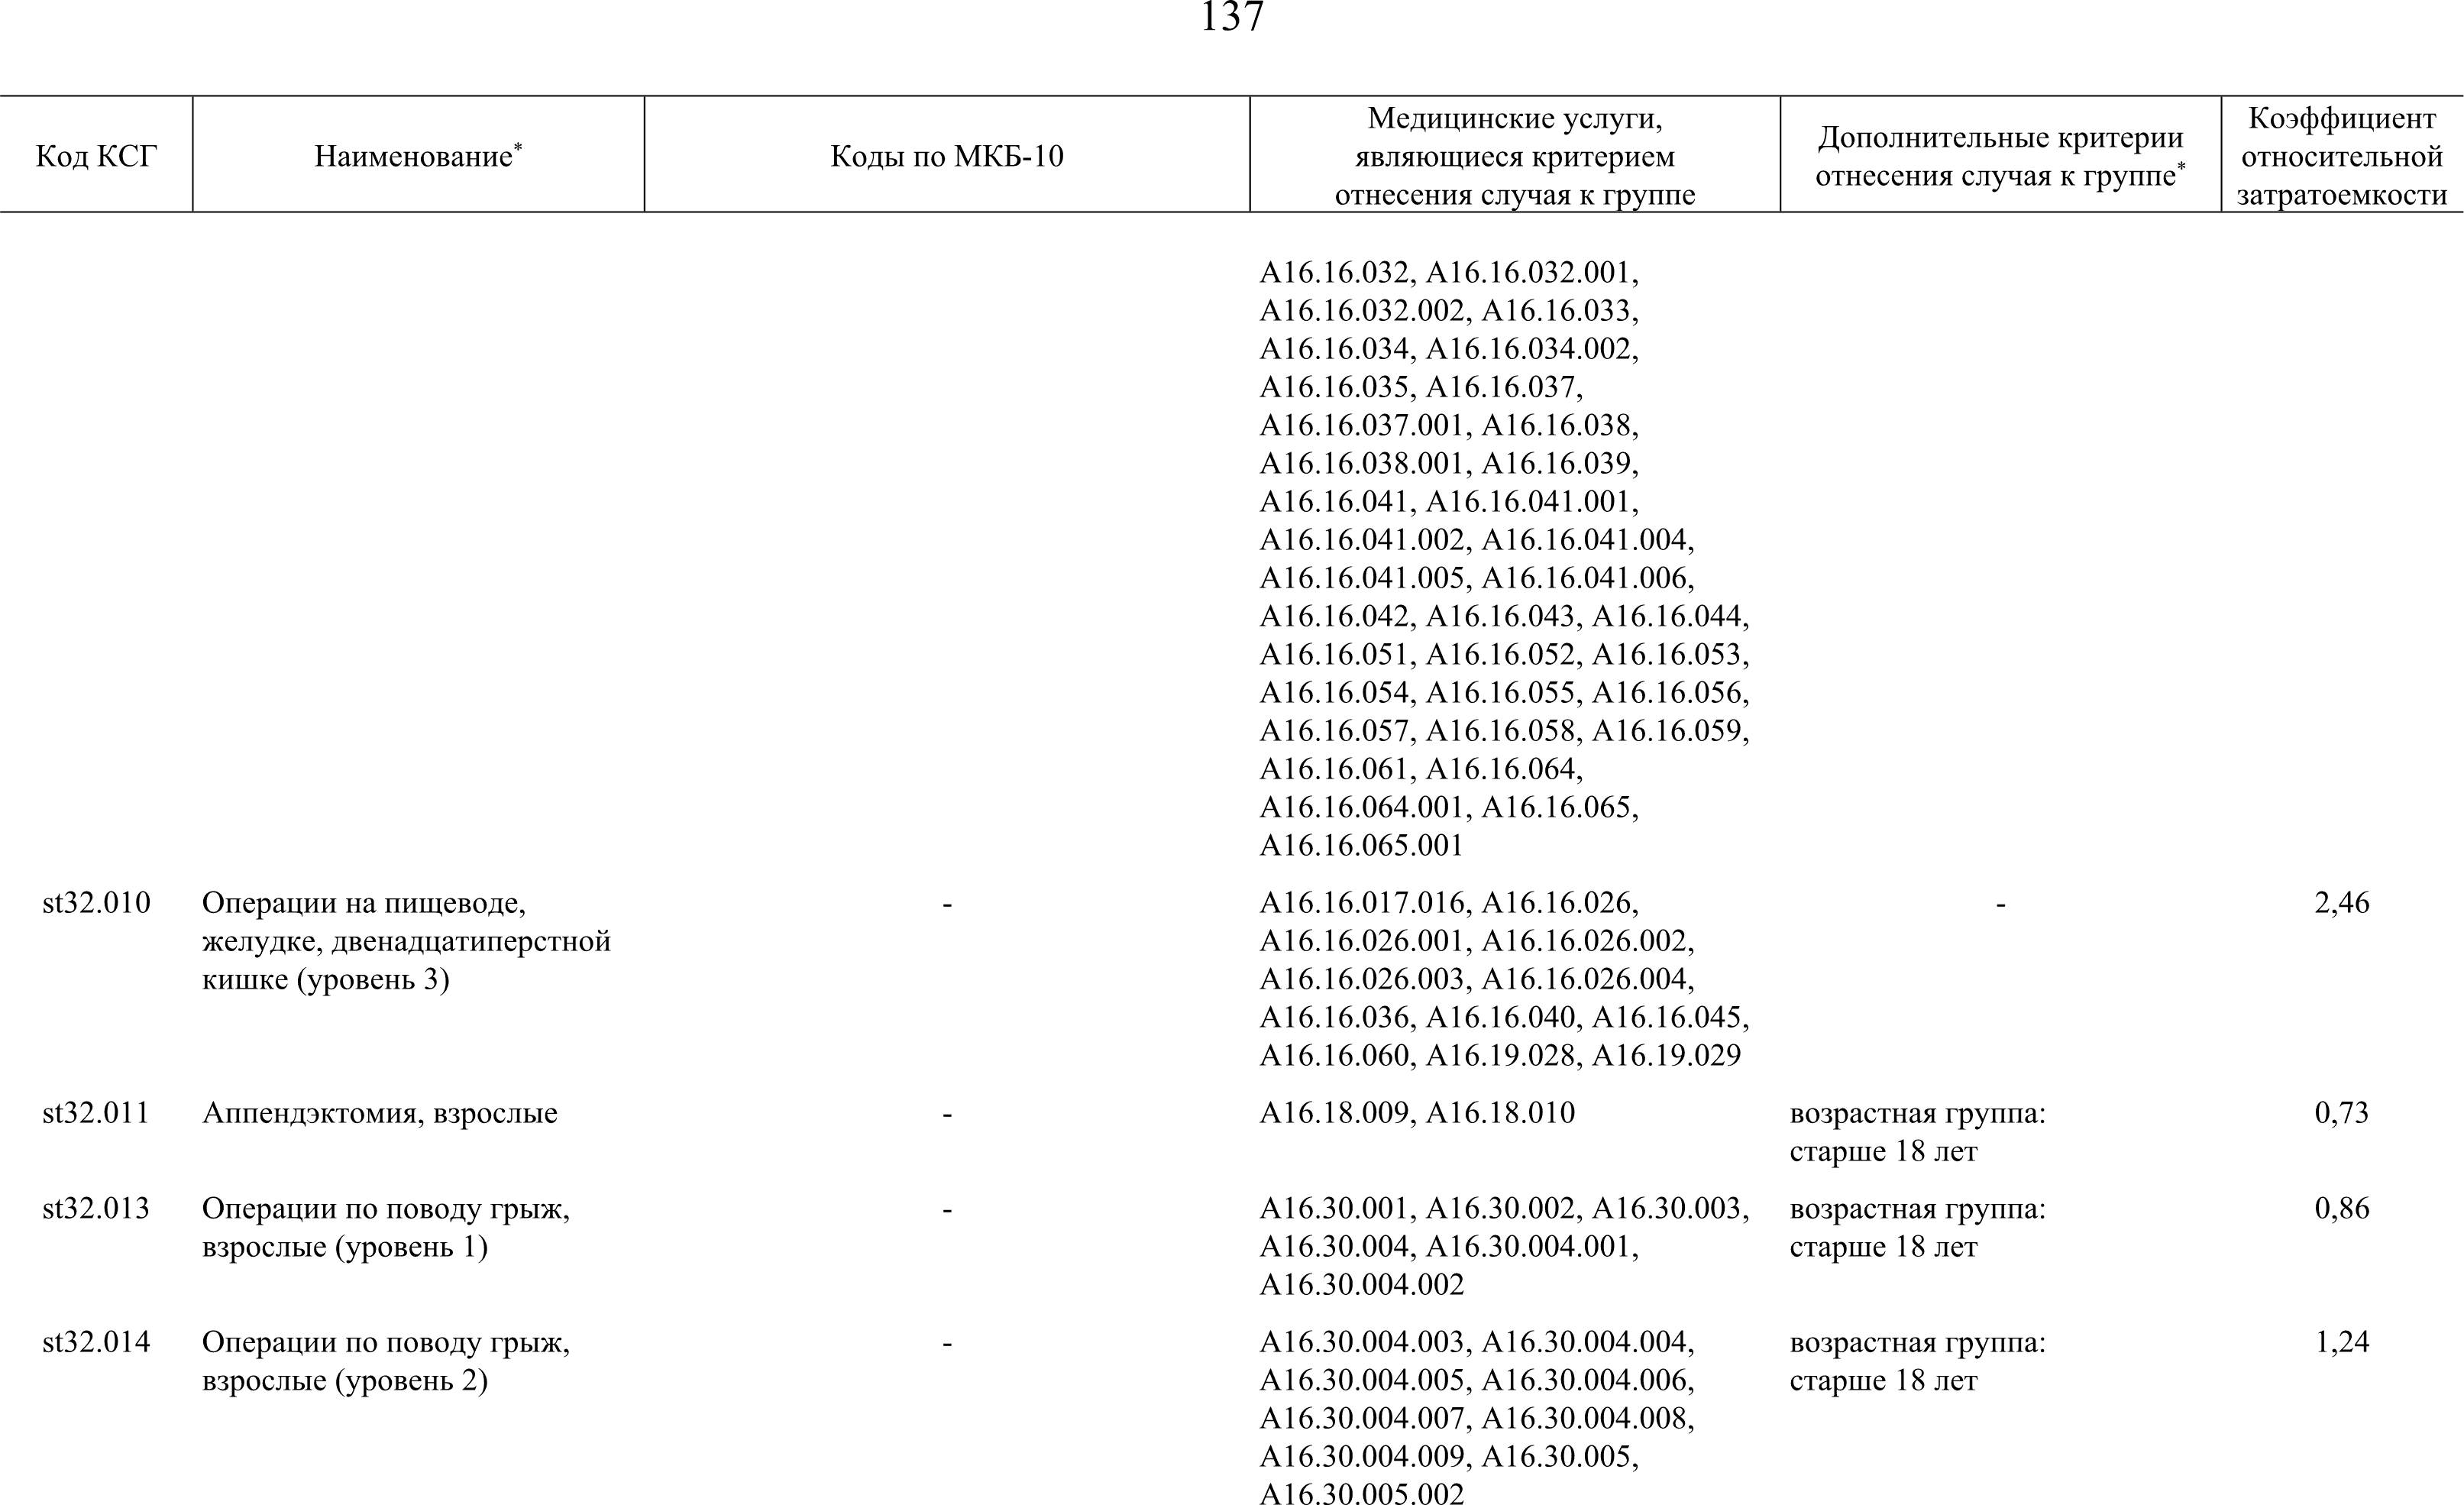 137
Код КСГ
Наименование*
Коды по МКБ-10
Медицинские услуги,
являющиеся критерием
отнесения случая к группе
Дополнительные критерии
отнесения случая к группе*
Коэффициент
относительной
затратоемкости
A16.16.032, A16.16.032.001,
A16.16.032.002, A16.16.033,
A16.16.034, A16.16.034.002,
A16.16.035, A16.16.037,
A16.16.037.001, A16.16.038,
A16.16.038.001, A16.16.039,
A16.16.041, A16.16.041.001,
A16.16.041.002, A16.16.041.004,
A16.16.041.005, A16.16.041.006,
A16.16.042, A16.16.043, A16.16.044,
A16.16.051, A16.16.052, A16.16.053,
A16.16.054, A16.16.055, A16.16.056,
A16.16.057, A16.16.058, A16.16.059,
A16.16.061, A16.16.064,
A16.16.064.001, A16.16.065,
A16.16.065.001
st32.010
Операции на пищеводе,
желудке, двенадцатиперстной
кишке (уровень 3)
-
A16.16.017.016, A16.16.026,
A16.16.026.001, A16.16.026.002,
A16.16.026.003, A16.16.026.004,
A16.16.036, A16.16.040, A16.16.045,
A16.16.060, A16.19.028, A16.19.029
-
2,46
st32.011
Аппендэктомия, взрослые
-
A16.18.009, A16.18.010
возрастная группа:
старше 18 лет
0,73
st32.013
Операции по поводу грыж,
взрослые (уровень 1)
-
A16.30.001, A16.30.002, A16.30.003,
A16.30.004, A16.30.004.001,
A16.30.004.002
возрастная группа:
старше 18 лет
0,86
st32.014
Операции по поводу грыж,
взрослые (уровень 2)
-
A16.30.004.003, A16.30.004.004,
A16.30.004.005, A16.30.004.006,
A16.30.004.007, A16.30.004.008,
A16.30.004.009, A16.30.005,
A16.30.005.002
возрастная группа:
старше 18 лет
1,24